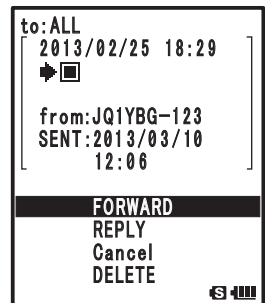 to:ALL
2013/02/25 18:29
from:JQ1YBG-123
SENT:2013/03/10
12:06
FORWARD
REPLY
Cancel
DELETE
S